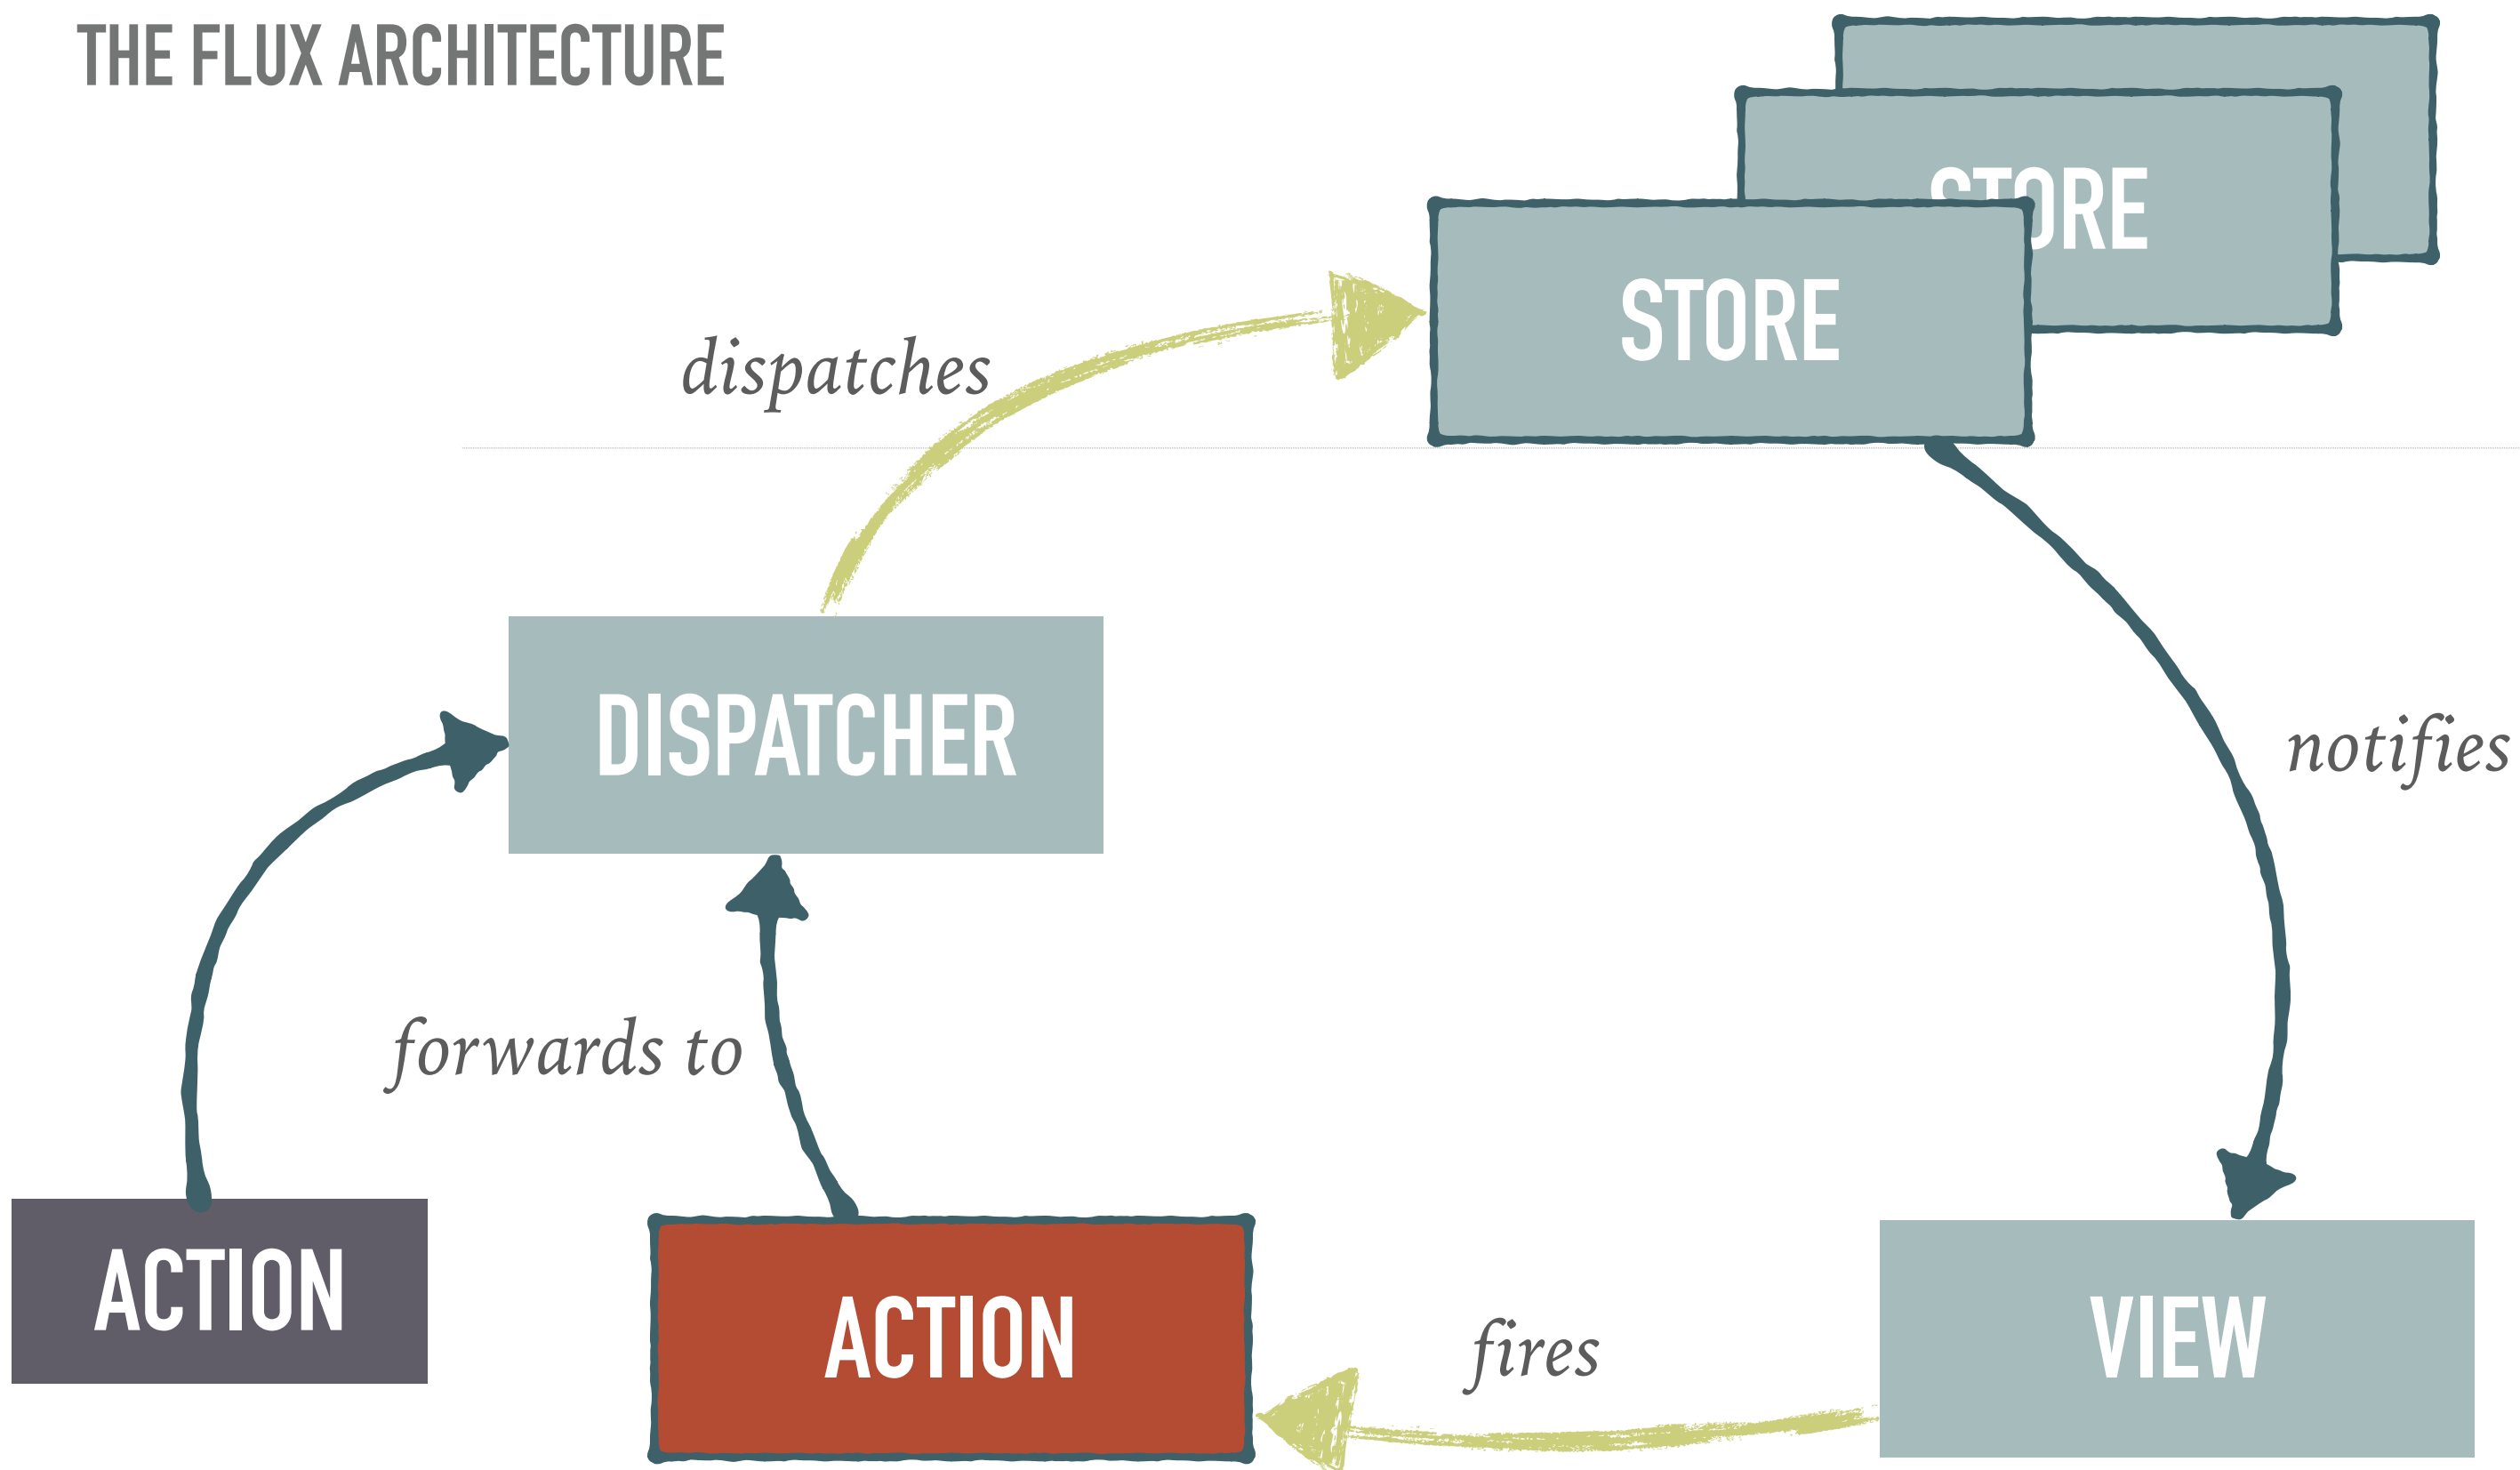 THE FLUX ARCHITECTURE
STORE
STORE
dispatches
DISPATCHER
notifies
forwards to
ACTION
ACTION
fires
VIEW